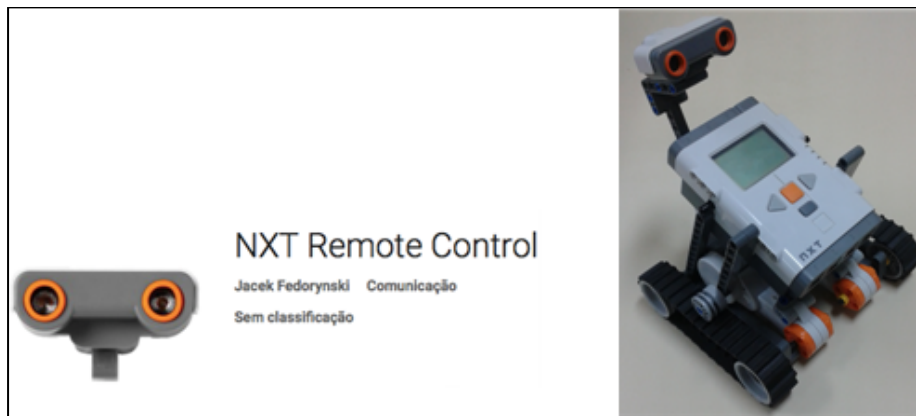 NXT Remote Control
Jacek Fedorynski Comunicação
Sem classificação
NXT